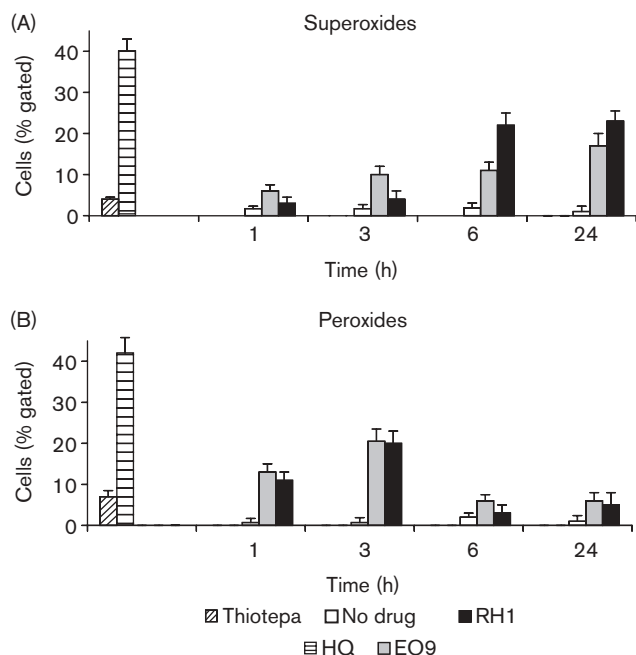 (A) Superoxides
Cells (% gated)
40
30
20
10
0
1 3 6 24
Time (h)
(B) Peroxides
Cells (% gated)
40
30
20
10
0
1 3 6 24
Time (h)
Thiotepa No drug RH1
HQ EO9